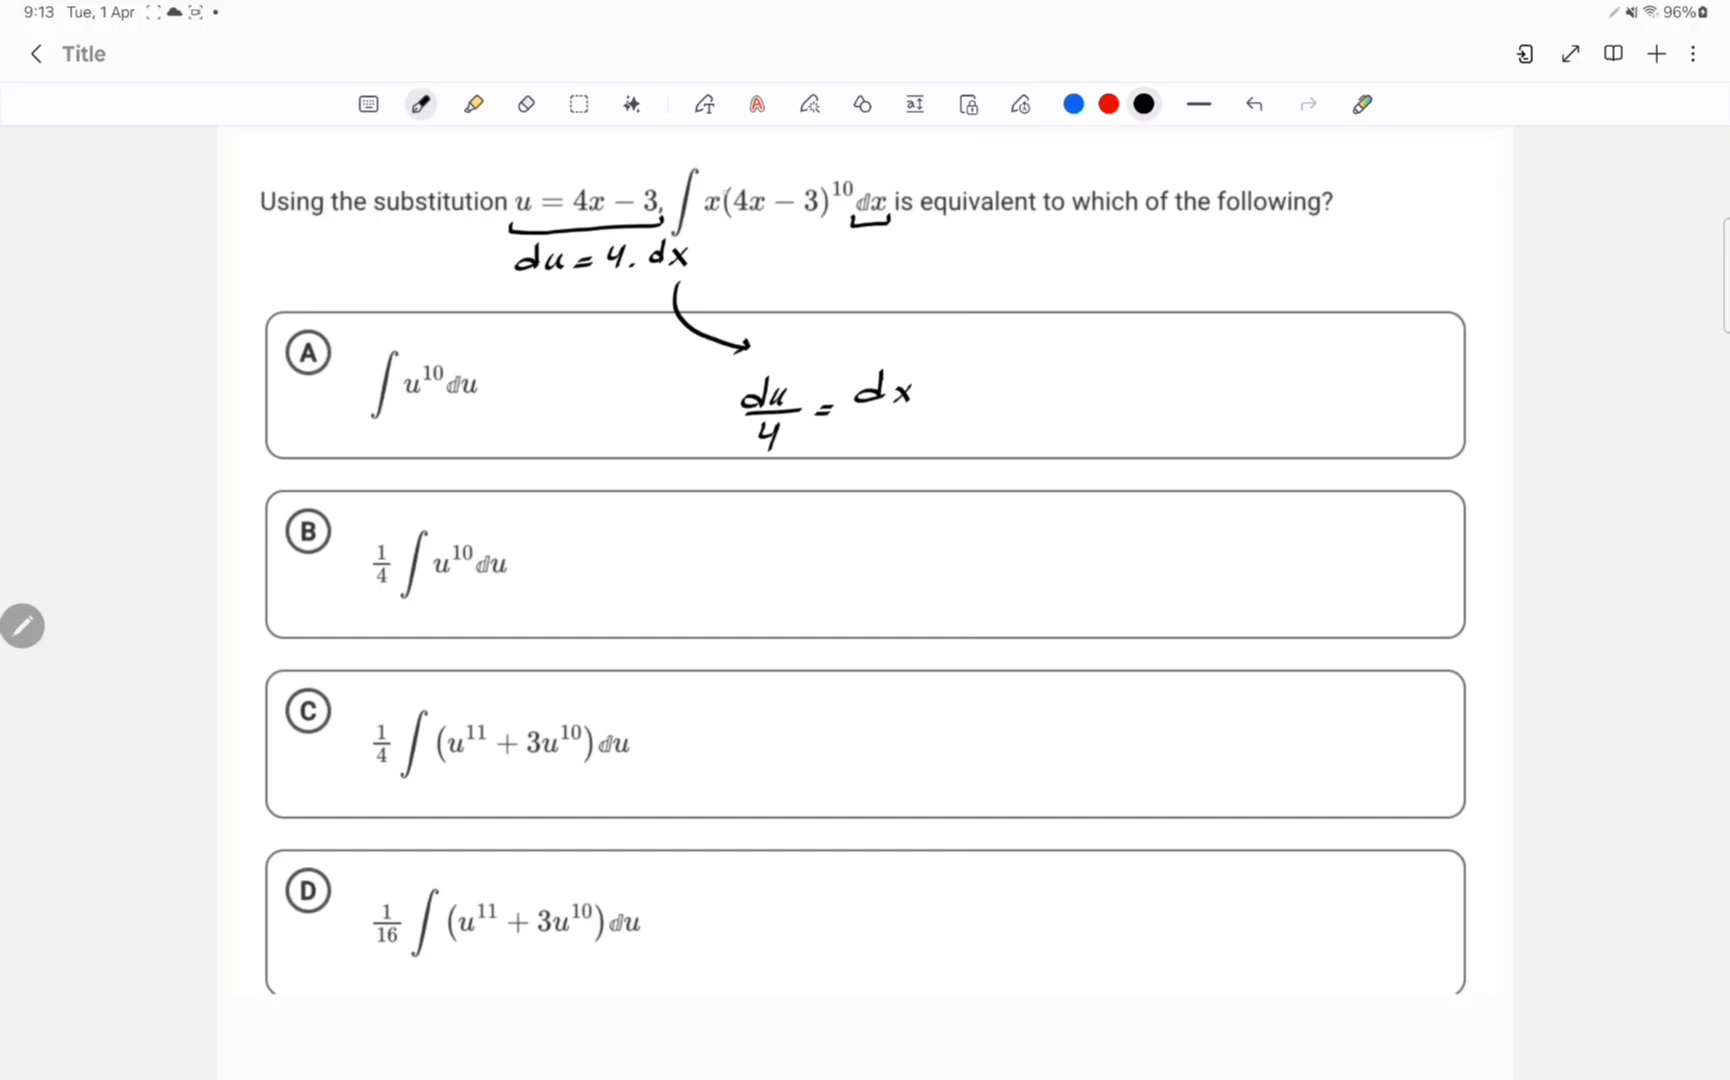 9:13 Tue, 1 Apr
96%
Title
Using the substitution u = 4x − 3, ∫ x(4x − 3)^10 dx is equivalent to which of the following?
du = 4. dx
A ∫ u^10 du
du/4 = dx
B 1/4 ∫ u^10 du
C 1/4 ∫ (u^11 + 3u^10) du
D 1/16 ∫ (u^11 + 3u^10) du